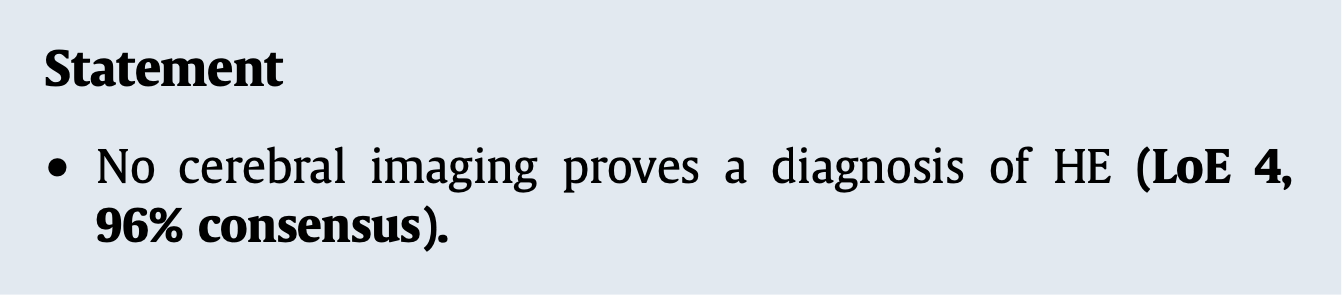 Statement
• No cerebral imaging proves a diagnosis of HE (LoE 4,
96% consensus).